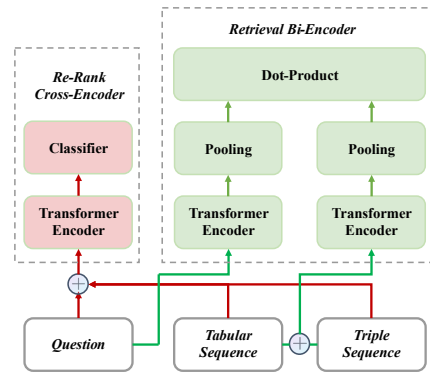 Retrieval Bi-Encoder
Re-Rank
Cross-Encoder
Dot-Product
Classifier
Pooling
Pooling
Transformer
Encoder
Transformer
Encoder
Transformer
Encoder
Question
Tabular
Sequence
Triple
Sequence